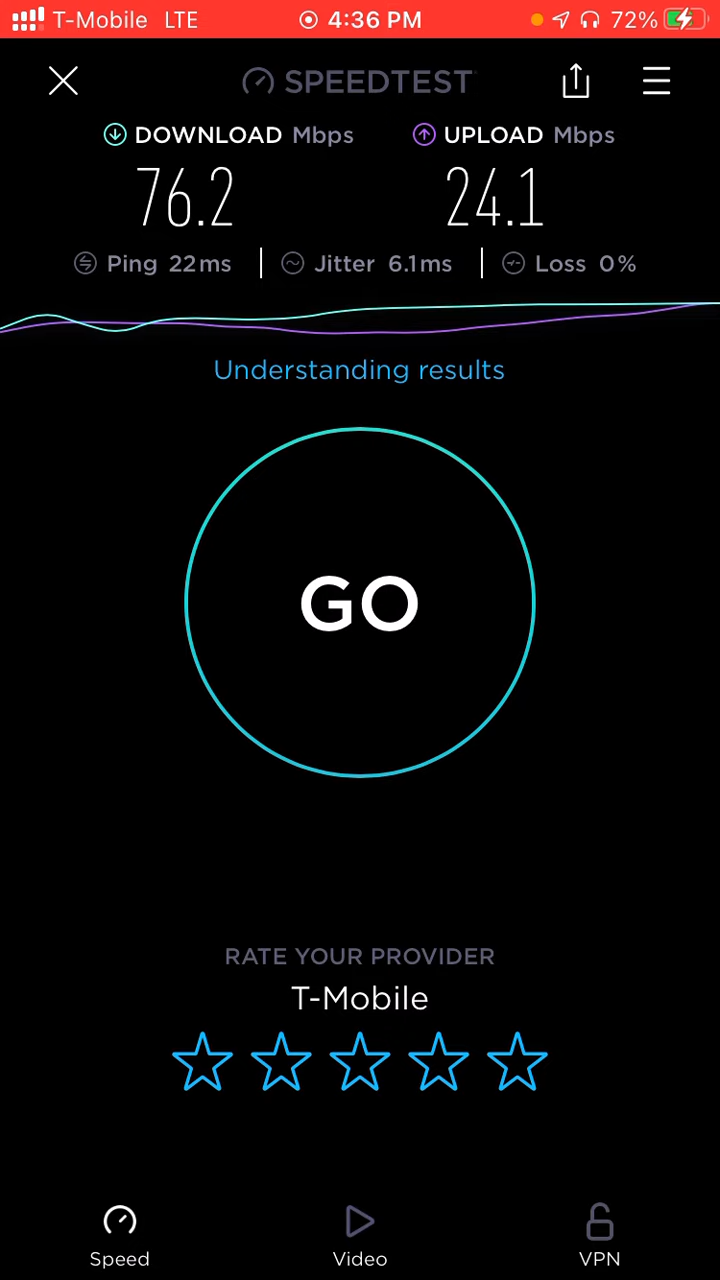 T-Mobile LTE 4:36 PM 72%
SPEEDTEST
DOWNLOAD Mbps UPLOAD Mbps
76.2 24.1
Ping 22ms Jitter 6.1ms Loss 0%
Understanding results
GO
RATE YOUR PROVIDER
T-Mobile
Speed Video VPN